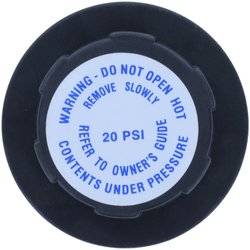 WARNING - DO NOT OPEN HOT
REMOVE SLOWLY
20 PSI
REFER TO OWNER'S GUIDE
CONTENTS UNDER PRESSURE